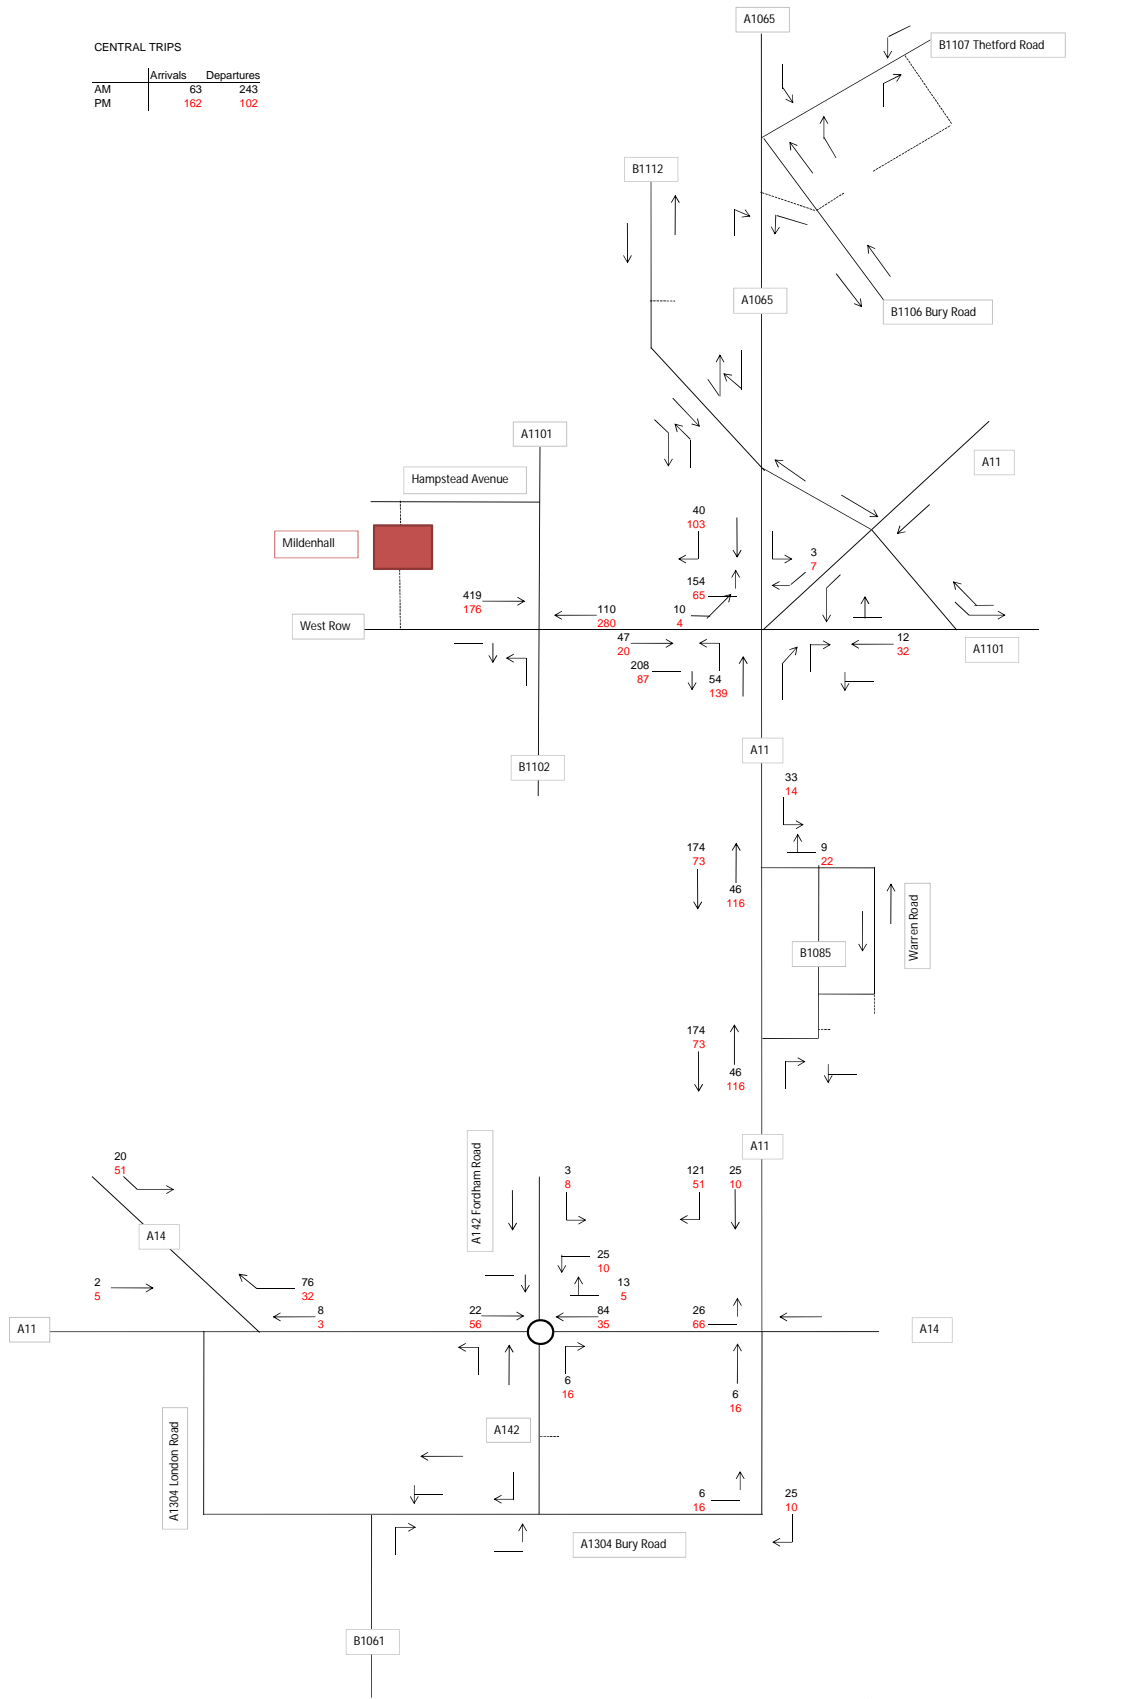 A1065
B1107 Thetford Road
CENTRAL TRIPS
Arrivals Departures
AM 63 243
PM 162 102
B1112
A1065
B1106 Bury Road
A1101
A11
Hampstead Avenue
40
103
Mildenhall
3
7
154
65
419
176
110
280
10
4
West Row
47
20
12
32
A1101
208
87
54
139
A11
B1102
33
14
174
73
9
22
46
116
Warren Road
B1085
174
73
46
116
A11
A142 Fordham Road
20
51
3
8
121
51
25
10
A14
25
10
2
5
76
32
13
5
8
3
22
56
84
35
26
66
A11
A14
6
16
6
16
A142
A1304 London Road
6
16
25
10
A1304 Bury Road
B1061